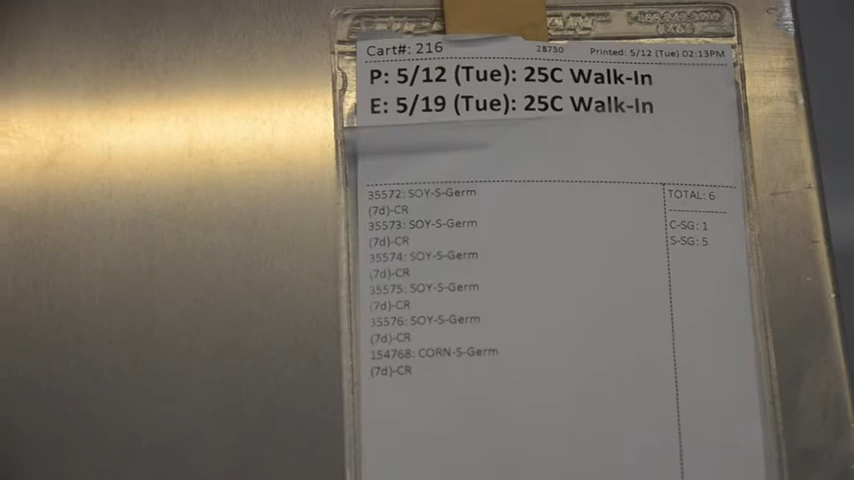 Cart#: 216 28730 Printed: 5/12 (Tue) 02:13PM
P: 5/12 (Tue): 25C Walk-In
E: 5/19 (Tue): 25C Walk-In
35572: SOY-S-Germ
(7d)-CR
35573: SOY-S-Germ
(7d)-CR
35574: SOY-S-Germ
(7d)-CR
35575: SOY-S-Germ
(7d)-CR
35576: SOY-S-Germ
(7d)-CR
154768: CORN-S-Germ
(7d)-CR
TOTAL: 6
C-SG: 1
S-SG: 5